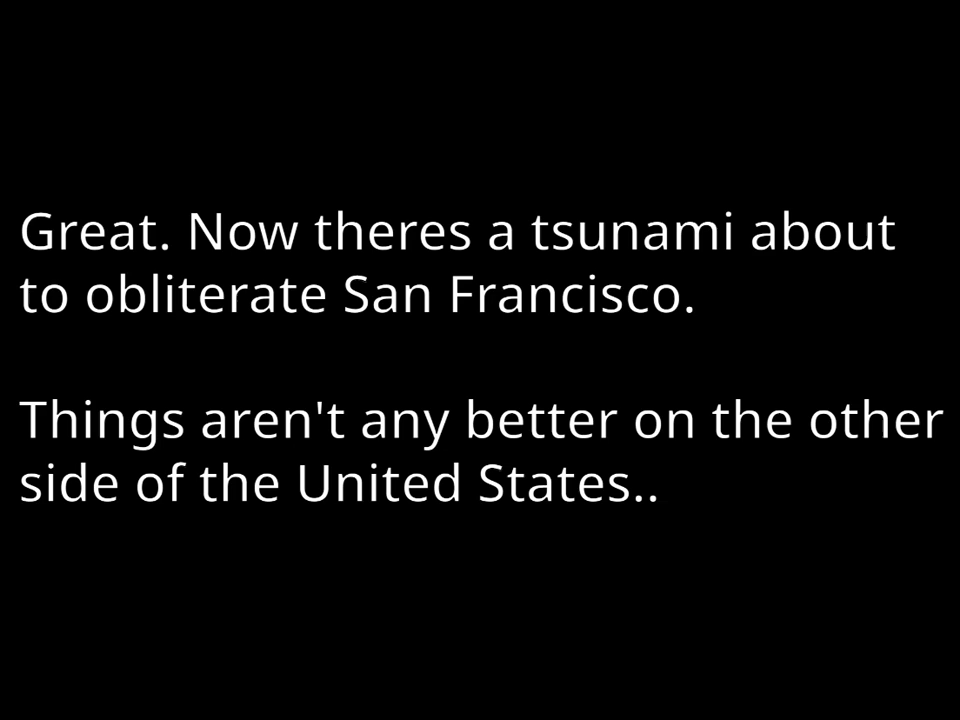 Great. Now theres a tsunami about
to obliterate San Francisco.
Things aren't any better on the other
side of the United States..